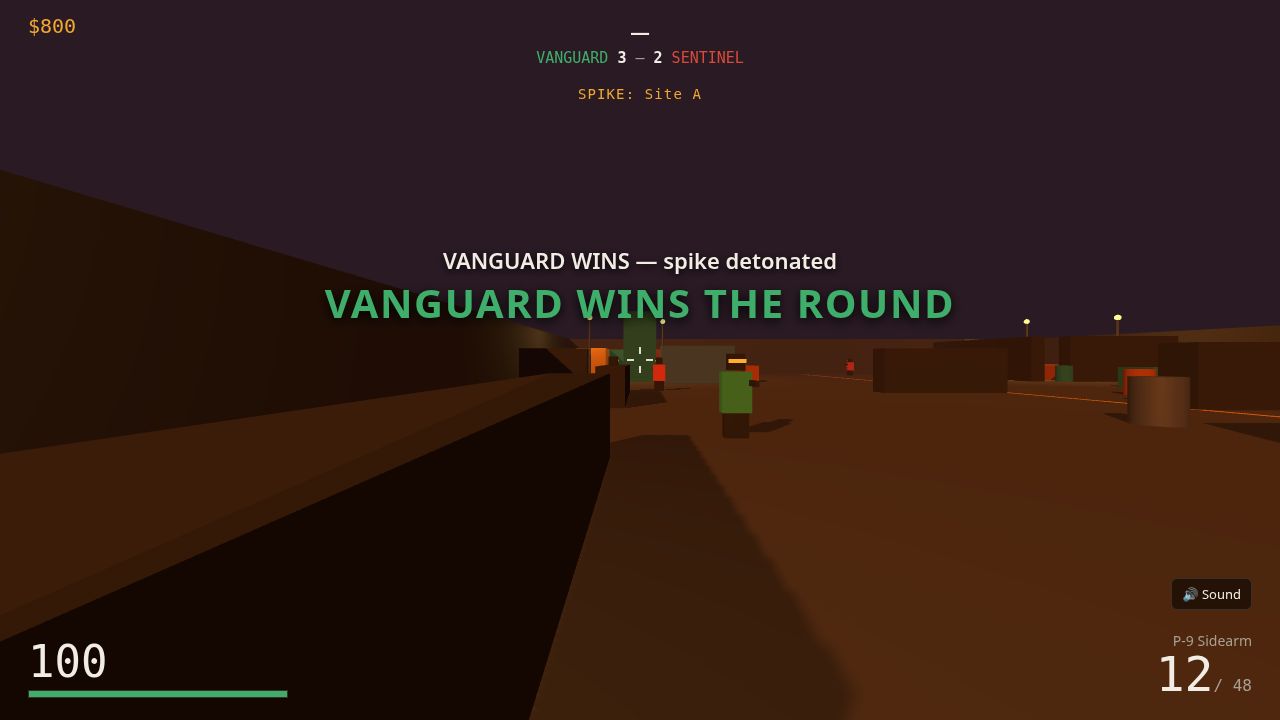 $800
—
VANGUARD 3 — 2 SENTINEL
SPIKE: Site A
VANGUARD WINS — spike detonated
VANGUARD WINS THE ROUND
🔊 Sound
P-9 Sidearm
100
12 / 48